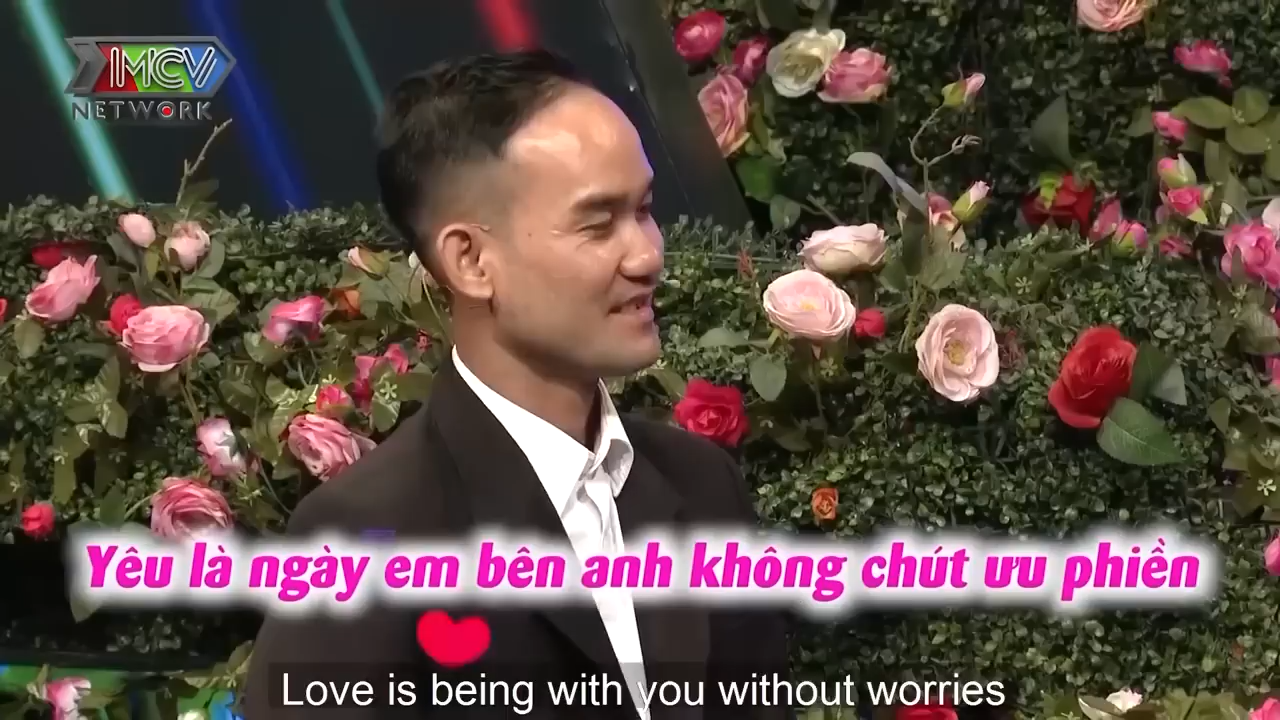 MCV
NETWORK
Yêu là ngày em bên anh không chút ưu phiền
Love is being with you without worries